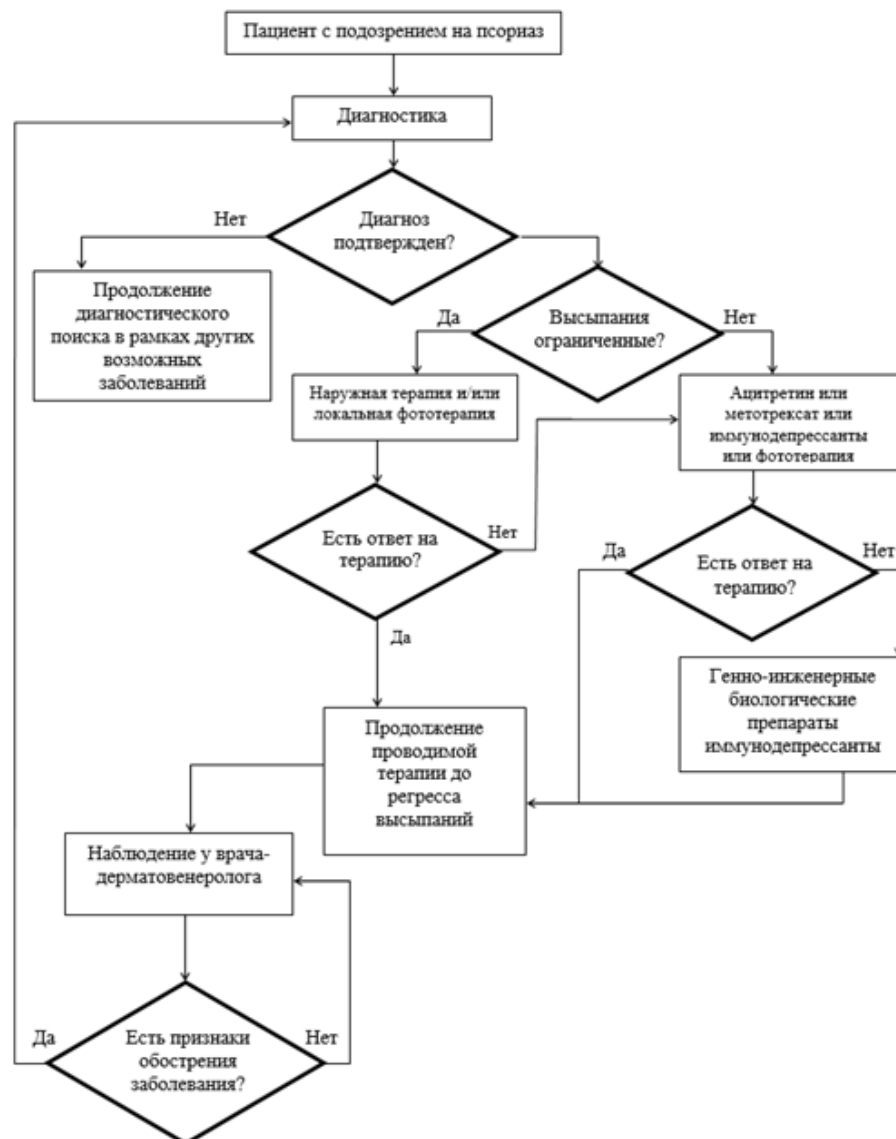 Пациент с подозрением на псориаз
Диагностика
Нет
Диагноз
подтвержден?
Продолжение
диагностического
поиска в рамках других
возможных
заболеваний
Да
Высыпания
ограниченные?
Нет
Наружная терапия и/или
локальная фототерапия
Ацитретин или
метотрексат или
иммунодепрессанты
или фототерапия
Есть ответ на
терапию?
Нет
Да
Да
Есть ответ на
терапию?
Нет
Генно-инженерные
биологические
препараты
иммунодепрессанты
Продолжение
проводимой
терапии до
регресса
высыпаний
Наблюдение у врача-
дерматовенеролога
Да
Есть признаки
обострения
заболевания?
Нет